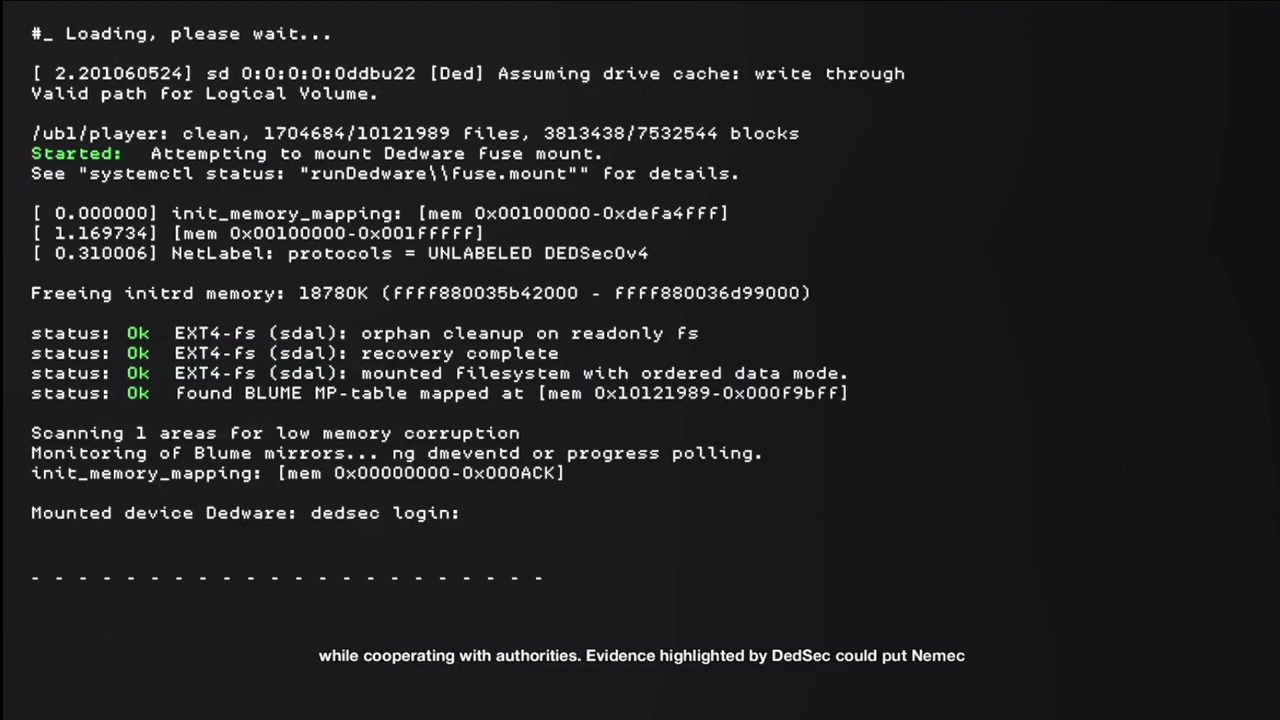 #_ Loading, please wait...
[ 2.201060524] sd 0:0:0:0:0ddbu22 [Ded] Assuming drive cache: write through
Valid path for Logical Volume.
/ubl/player: clean, 1704684/10121989 files, 3813438/7532544 blocks
Started: Attempting to mount Dedware Fuse mount.
See "systemctl status: "runDedware\\fuse.mount"" for details.
[ 0.000000] init_memory_mapping: [mem 0x00100000-0xdefa4fff]
[ 1.169734] [mem 0x00100000-0x001fffff]
[ 0.310006] NetLabel: protocols = UNLABELED DEDSec0v4
Freeing initrd memory: 18780K (ffff880035b42000 - ffff880036d99000)
status: Ok EXT4-fs (sda1): orphan cleanup on readonly fs
status: Ok EXT4-fs (sda1): recovery complete
status: Ok EXT4-fs (sda1): mounted filesystem with ordered data mode.
status: Ok found BLUME MP-table mapped at [mem 0x10121989-0x000f9bff]
Scanning 1 areas for low memory corruption
Monitoring of Blume mirrors... ng dmeventd or progress polling.
init_memory_mapping: [mem 0x00000000-0x000ACK]
Mounted device Dedware: dedsec login:
- - - - - - - - - - - - - - - - - - - - - -
while cooperating with authorities. Evidence highlighted by DedSec could put Nemec